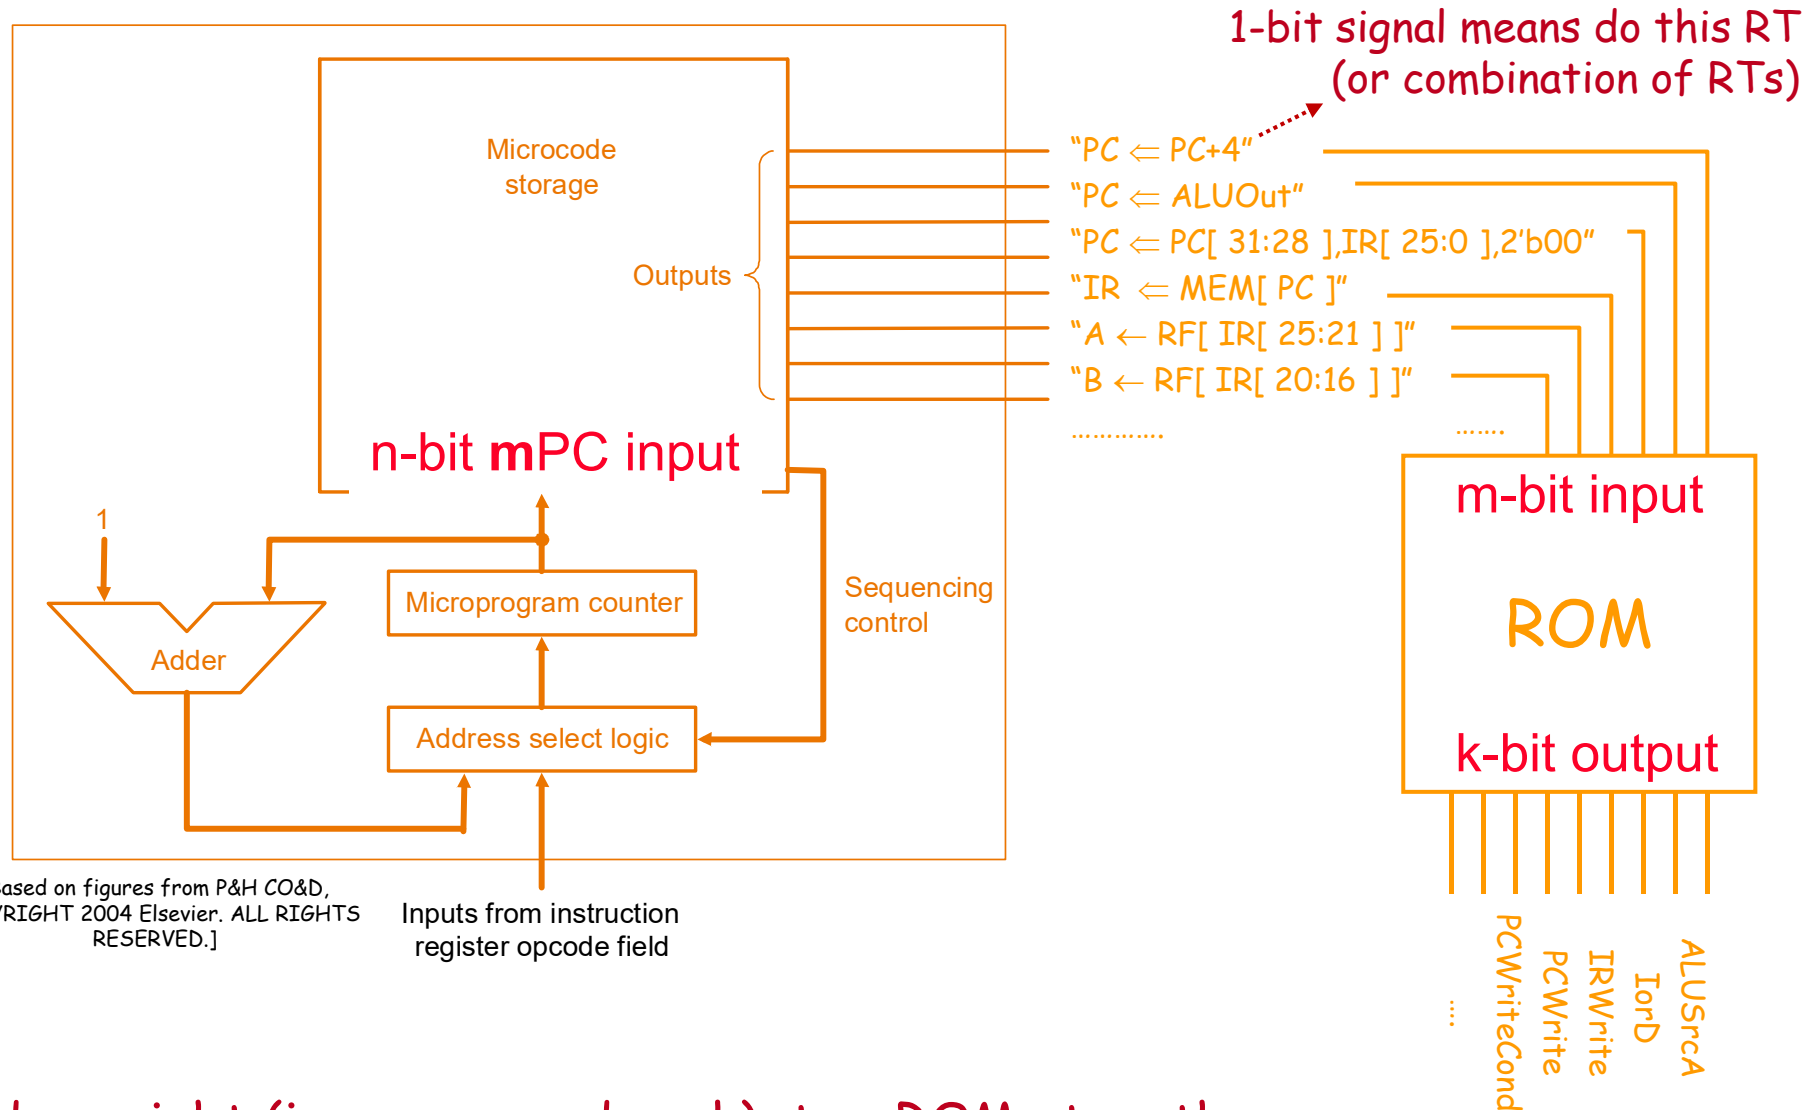 1-bit signal means do this RT
(or combination of RTs)
Microcode
storage
Outputs
n-bit mPC input
"PC ⇐ PC+4"
"PC ⇐ ALUOut"
"PC ⇐ PC[ 31:28 ],IR[ 25:0 ],2'b00"
"IR ⇐ MEM[ PC ]"
"A ← RF[ IR[ 25:21 ] ]"
"B ← RF[ IR[ 20:16 ] ]"
.............
.......
1
Adder
Microprogram counter
Address select logic
Sequencing
control
m-bit input
ROM
k-bit output
on figures from P&H CO&D,
2004 Elsevier. ALL RIGHTS
RESERVED.]
Inputs from instruction
register opcode field
....
PCWriteCond
PCWrite
IRWrite
IorD
ALUSrcA